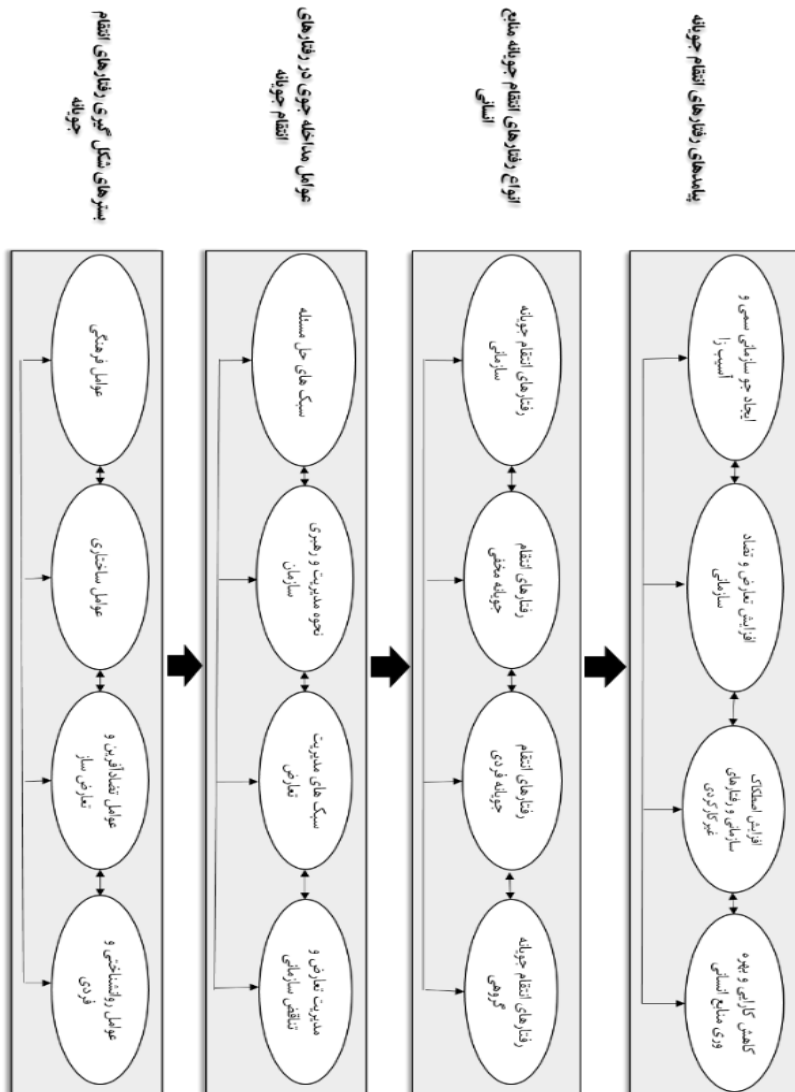 بسترهای شکل گیری رفتارهای انتقام
جویانه
عوامل فرهنگی
عوامل ساختاری
عوامل تضادآفرین و
تعارض ساز
عوامل روانشناختی و
فردی
عوامل مداخله جوی در رفتارهای
انتقام جویانه
سبک های حل مسئله
نحوه مدیریت و رهبری
سازمان
سبک های مدیریت
تعارض
مدیریت تعارض و
تناقض سازمانی
انواع رفتارهای انتقام جویانه منابع
انسانی
رفتارهای انتقام جویانه
سازمانی
رفتارهای انتقام
جویانه مخفی
رفتارهای انتقام
جویانه فردی
رفتارهای انتقام جویانه
گروهی
پیامدهای رفتارهای انتقام جویانه
ایجاد جو سازمانی سمی و
آسیب زا
افزایش تعارض و تضاد
سازمانی
افزایش اصطکاک
سازمانی و رفتارهای
غیرکارکردی
کاهش کارایی و بهره
وری منابع انسانی